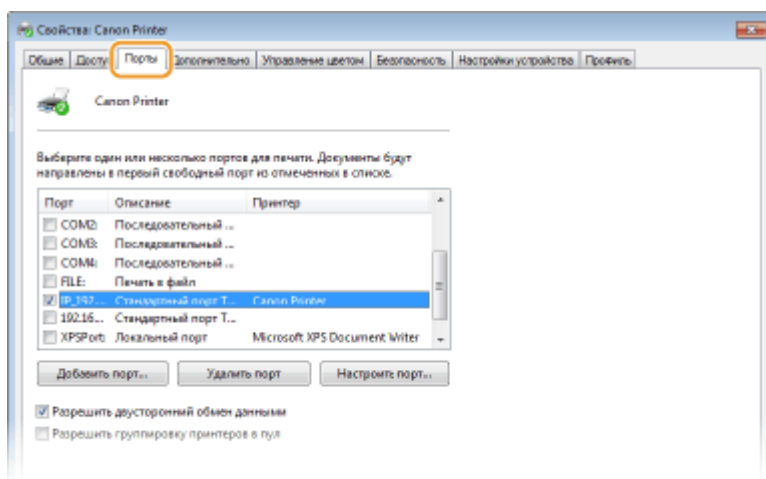 Свойства: Canon Printer
Общие Доступ Порты Дополнительно Управление цветом Безопасность Настройки устройства Профиль
Canon Printer
Выберите один или несколько портов для печати. Документы будут
направлены в первый свободный порт из отмеченных в списке.
Порт Описание Принтер
COM2: Последовательный ...
COM3: Последовательный ...
COM4: Последовательный ...
FILE: Печать в файл
IP_192.... Стандартный порт T... Canon Printer
192.16... Стандартный порт T...
XPSPort: Локальный порт Microsoft XPS Document Writer
Добавить порт... Удалить порт Настроить порт...
Разрешить двусторонний обмен данными
Разрешить группировку принтеров в пул